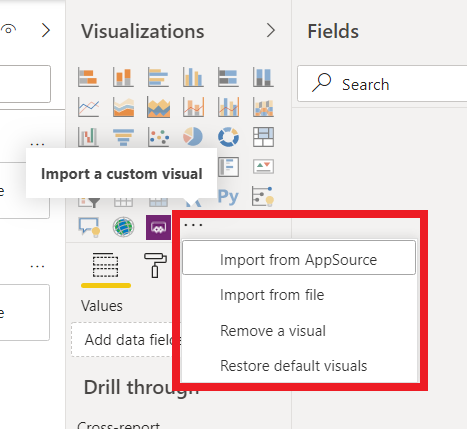 Visualizations
Fields
Search
Import a custom visual
Py
Import from AppSource
Import from file
Remove a visual
Restore default visuals
Values
Add data fields
Drill through
Cross-report